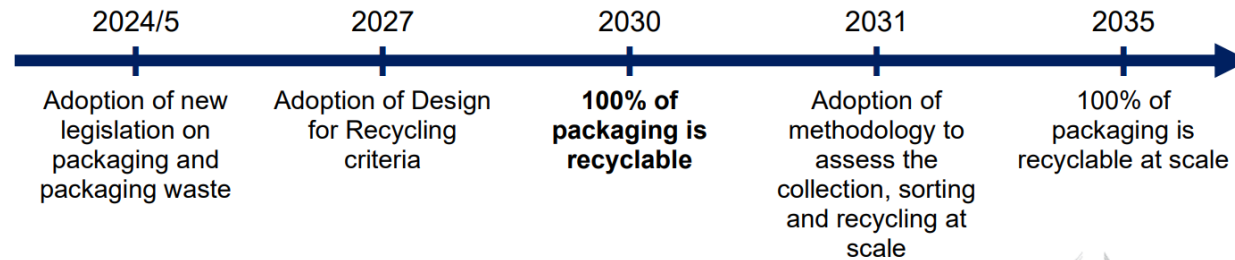 2024/5
2027
2030
2031
2035
Adoption of new
legislation on
packaging and
packaging waste
Adoption of Design
for Recycling
criteria
100% of
packaging is
recyclable
Adoption of
methodology to
assess the
collection, sorting
and recycling at
scale
100% of
packaging is
recyclable at scale